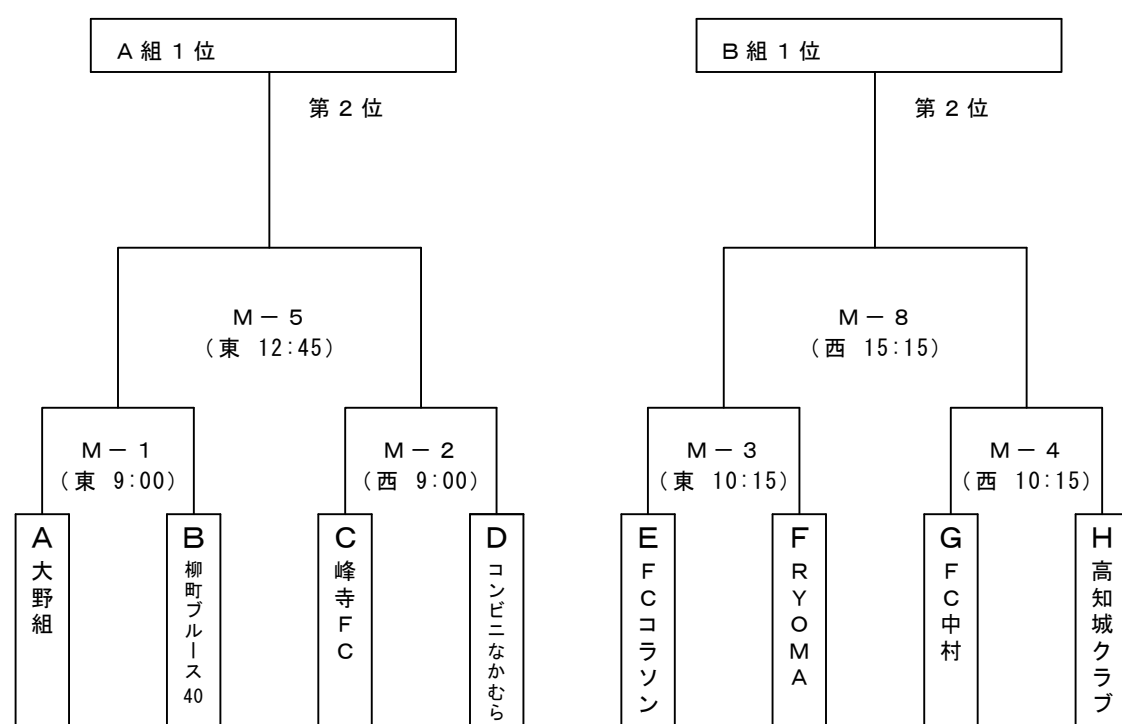 A組1位
B組1位
第2位
第2位
M－5
（東 12:45）
M－8
（西 15:15）
M－1
（東 9:00）
M－2
（西 9:00）
M－3
（東 10:15）
M－4
（西 10:15）
A
大野組
B
柳町ブルース40
C
峰寺FC
D
コンビニなかむら
E
FCコラソン
F
RYOMA
G
FC中村
H
高知城クラブ